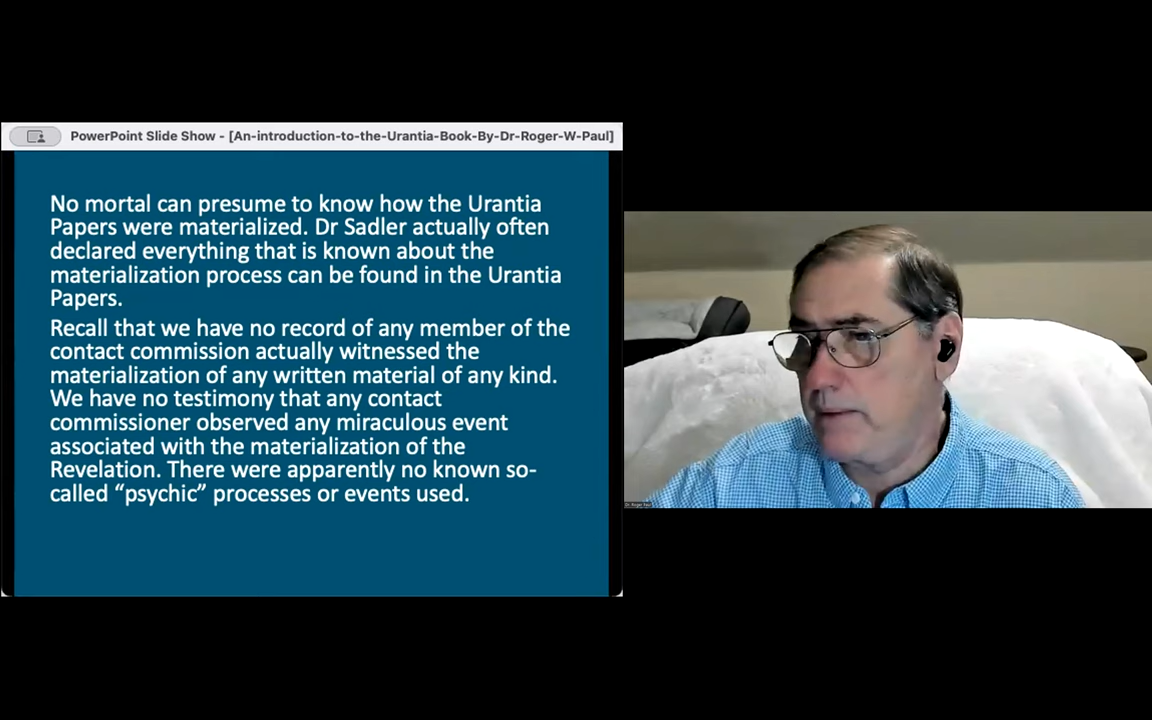 PowerPoint Slide Show - [An-introduction-to-the-Urantia-Book-By-Dr-Roger-W-Paul]
No mortal can presume to know how the Urantia
Papers were materialized. Dr Sadler actually often
declared everything that is known about the
materialization process can be found in the Urantia
Papers.
Recall that we have no record of any member of the
contact commission actually witnessed the
materialization of any written material of any kind.
We have no testimony that any contact
commissioner observed any miraculous event
associated with the materialization of the
Revelation. There were apparently no known so-
called “psychic” processes or events used.
Dr. Roger Paul